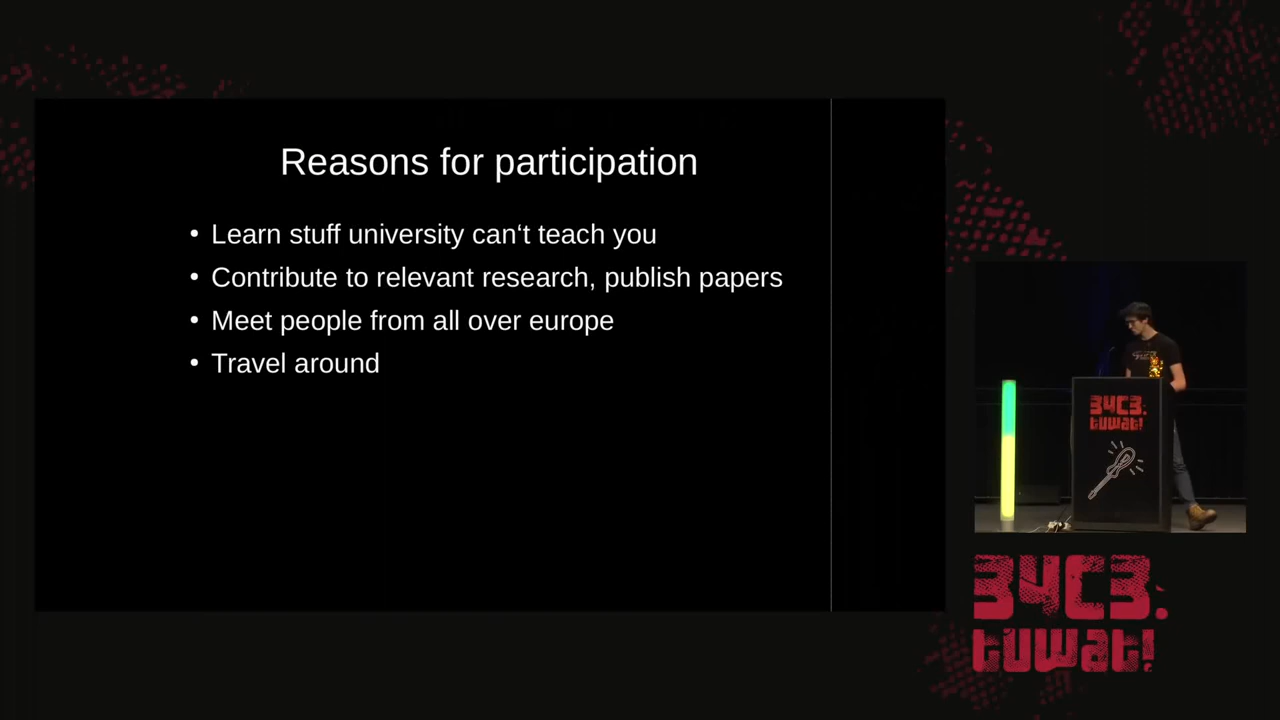 Reasons for participation
• Learn stuff university can‘t teach you
• Contribute to relevant research, publish papers
• Meet people from all over europe
• Travel around
34C3.
tuwat!
34C3.
tuwat!